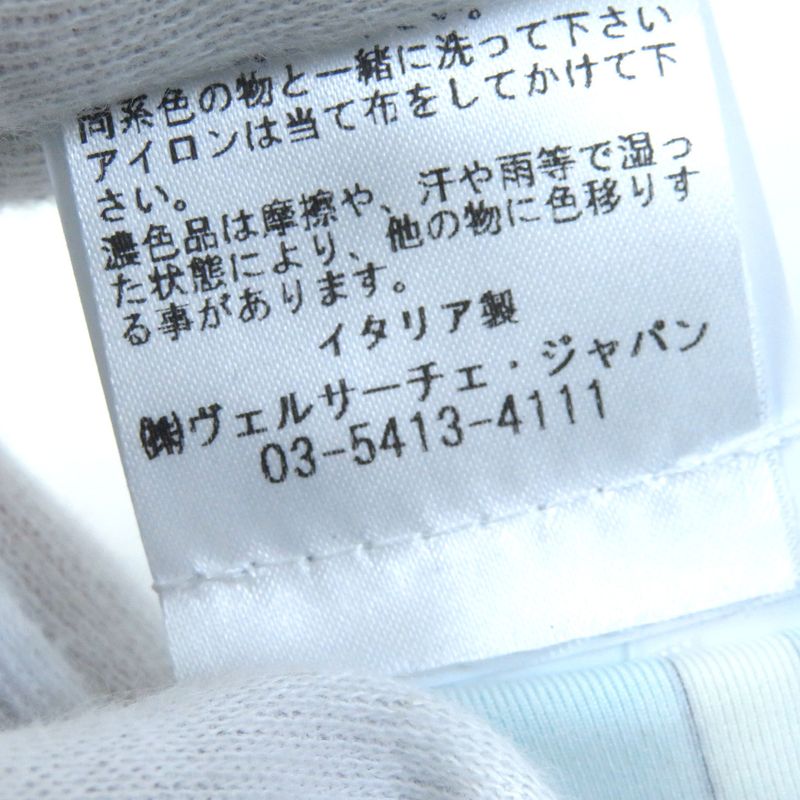 同系色の物と一緒に洗って下さい
アイロンは当て布をしてかけて下
さい。
濃色品は摩擦や、汗や雨等で湿っ
た状態により、他の物に色移りす
る事があります。
イタリア製
㈱ヴェルサーチェ・ジャパン
03-5413-4111